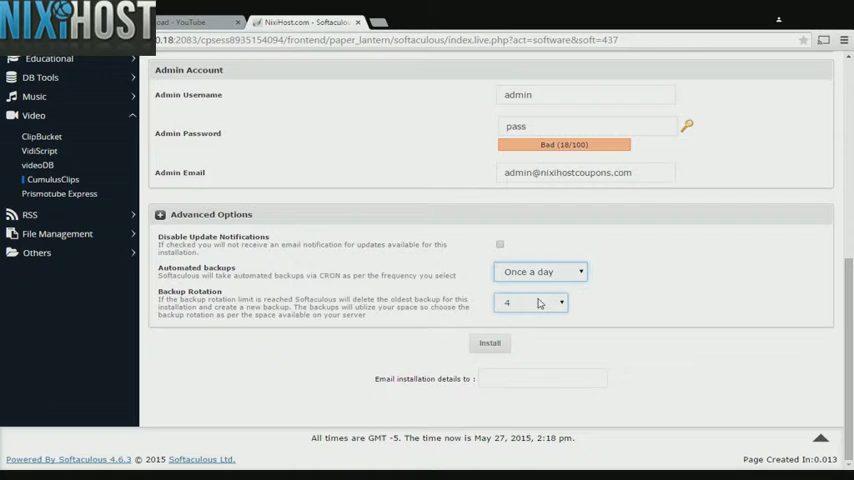 NIXIHOST
oad - YouTube
NixiHost.com - Softaculous
0.18:2083/cpsess8935154094/frontend/paper_lantern/softaculous/index.live.php?act=software&soft=437
Educational
DB Tools
Music
Video
ClipBucket
VidiScript
videoDB
CumulusClips
Prismotube Express
RSS
File Management
Others
Admin Account
Admin Username
admin
Admin Password
pass
Bad (18/100)
Admin Email
admin@nixihostcoupons.com
Advanced Options
Disable Update Notifications
If checked you will not receive an email notification for updates available for this
installation.
Automated backups
Softaculous will take automated backups via CRON as per the frequency you select
Once a day
Backup Rotation
If the backup rotation limit is reached Softaculous will delete the oldest backup for this
installation and create a new backup. The backups will utilize your space so choose the
backup rotation as per the space available on your server
4
Install
Email installation details to :
All times are GMT -5. The time now is May 27, 2015, 2:18 pm.
Powered By Softaculous 4.6.3 © 2015 Softaculous Ltd.
Page Created In:0.013